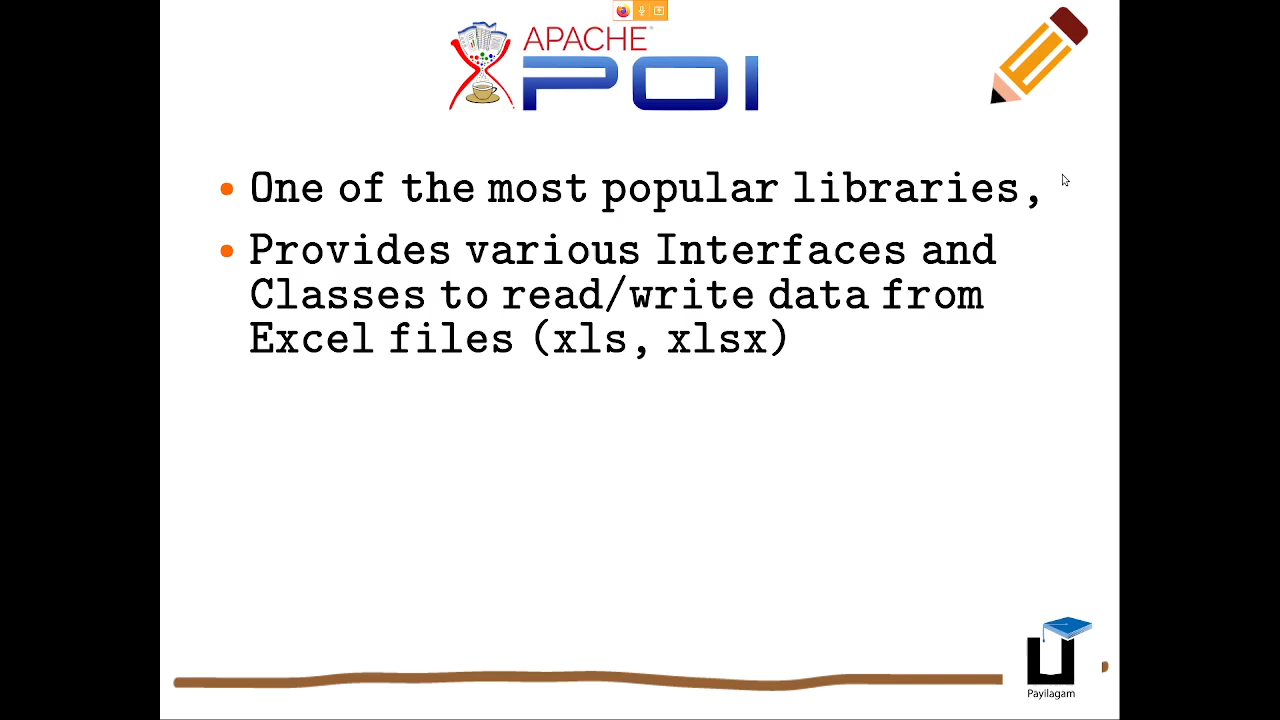 APACHE®
POI
• One of the most popular libraries,
• Provides various Interfaces and
Classes to read/write data from
Excel files (xls, xlsx)
Payilagam